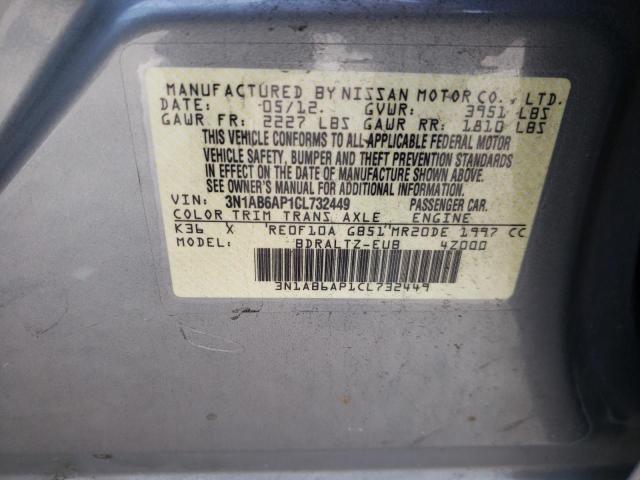 MANUFACTURED BY NISSAN MOTOR CO., LTD.
DATE: 05/12 GVWR: 3951 LBS
GAWR FR: 2227 LBS GAWR RR: 1810 LBS
THIS VEHICLE CONFORMS TO ALL APPLICABLE FEDERAL MOTOR
VEHICLE SAFETY, BUMPER AND THEFT PREVENTION STANDARDS
IN EFFECT ON THE DATE OF MANUFACTURE SHOWN ABOVE.
SEE OWNER'S MANUAL FOR ADDITIONAL INFORMATION.
VIN: 3N1AB6AP1CL732449 PASSENGER CAR.
COLOR TRIM TRANS AXLE ENGINE
K36 X RE0F10A GB51 MR20DE 1997 CC
MODEL: BDRALTZ-EUB 4Z000
3N1AB6AP1CL732449